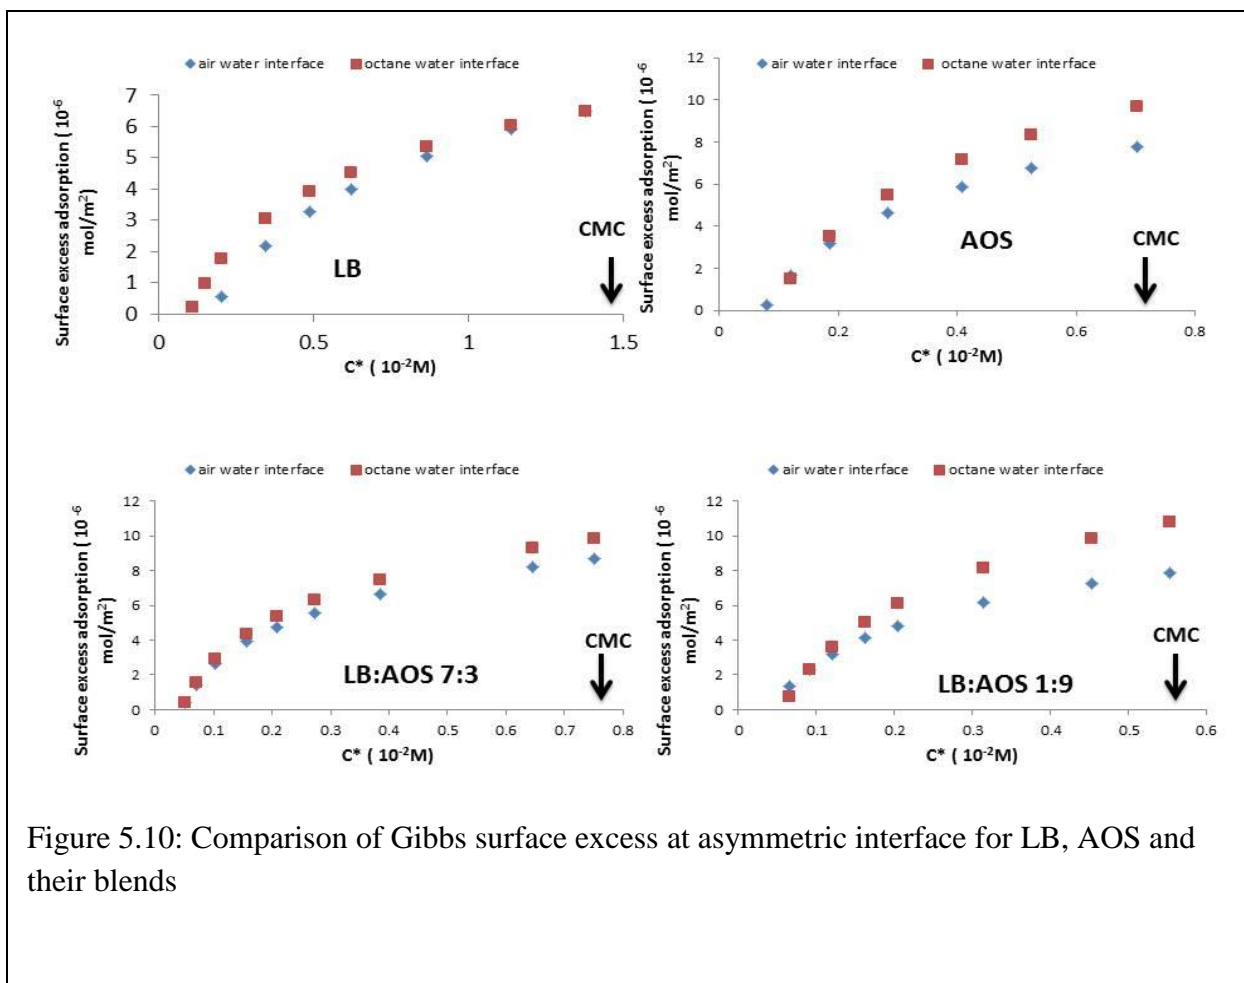 air water interface octane water interface
Surface excess adsorption ( 10-6
mol/m2)
7
6
5
4
3
2
1
0
LB
CMC
0 0.5 1 1.5
C* ( 10-2M)
air water interface octane water interface
Surface excess adsorption ( 10-6
mol/m2)
12
10
8
6
4
2
0
AOS
CMC
0 0.2 0.4 0.6 0.8
C* ( 10-2M)
air water interface octane water interface
Surface excess adsorption ( 10-6
mol/m2)
12
10
8
6
4
2
0
CMC
LB:AOS 7:3
0 0.1 0.2 0.3 0.4 0.5 0.6 0.7 0.8
C* ( 10-2M)
air water interface octane water interface
Surface excess adsorption ( 10-6
mol/m2)
12
10
8
6
4
2
0
CMC
LB:AOS 1:9
0 0.1 0.2 0.3 0.4 0.5 0.6
C* ( 10-2M)
Figure 5.10: Comparison of Gibbs surface excess at asymmetric interface for LB, AOS and
their blends